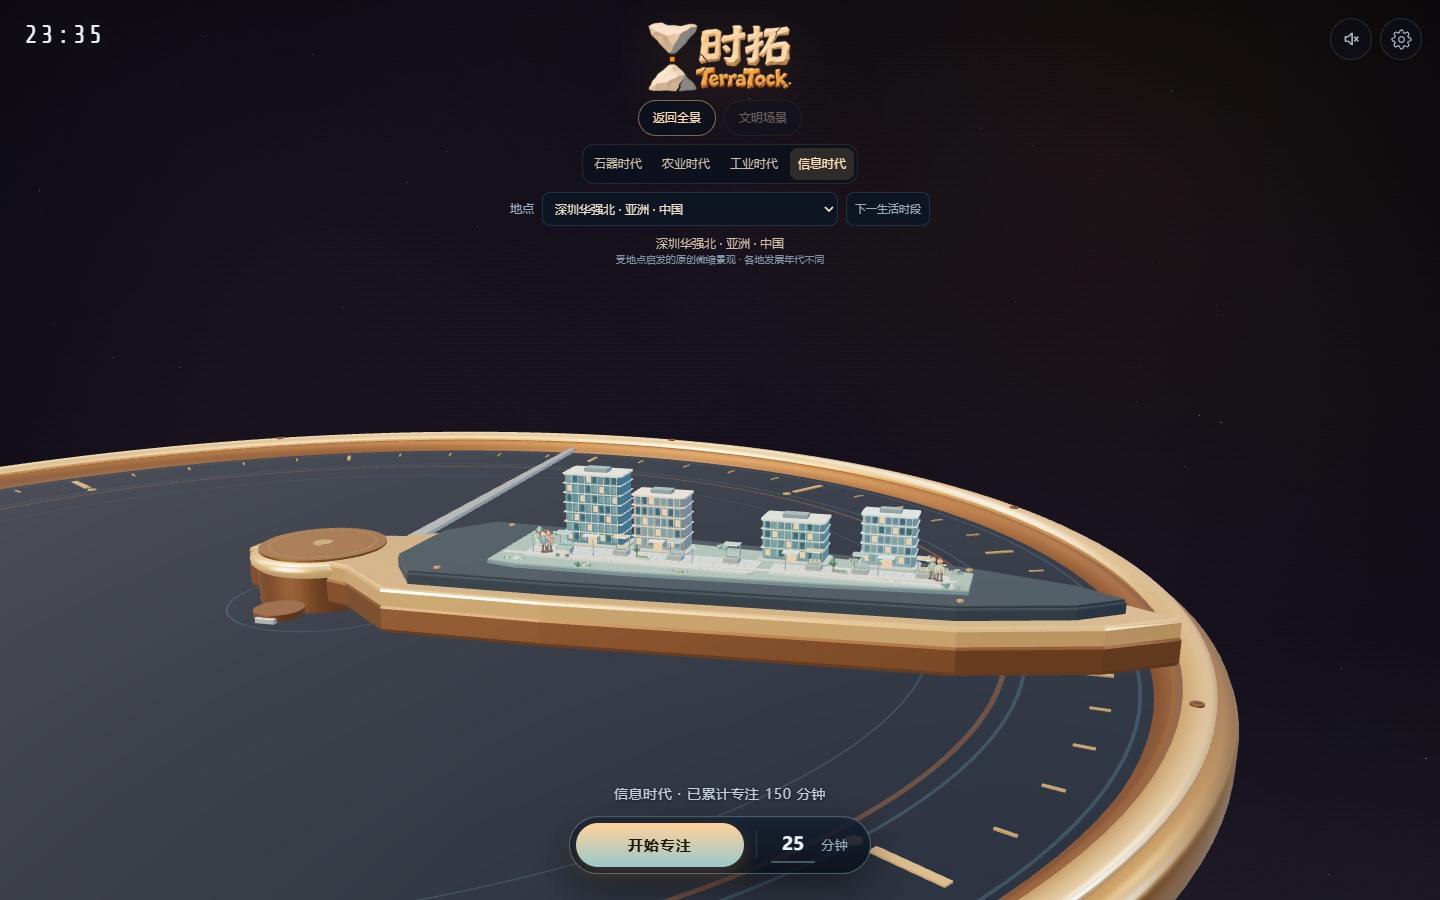 23:35
时拓
TerraTock
返回全景
文明场景
石器时代
农业时代
工业时代
信息时代
地点
深圳华强北 · 亚洲 · 中国
下一生活时段
深圳华强北 · 亚洲 · 中国
受地点启发的原创微缩景观 · 各地发展年代不同
信息时代 · 已累计专注 150 分钟
开始专注
25
分钟